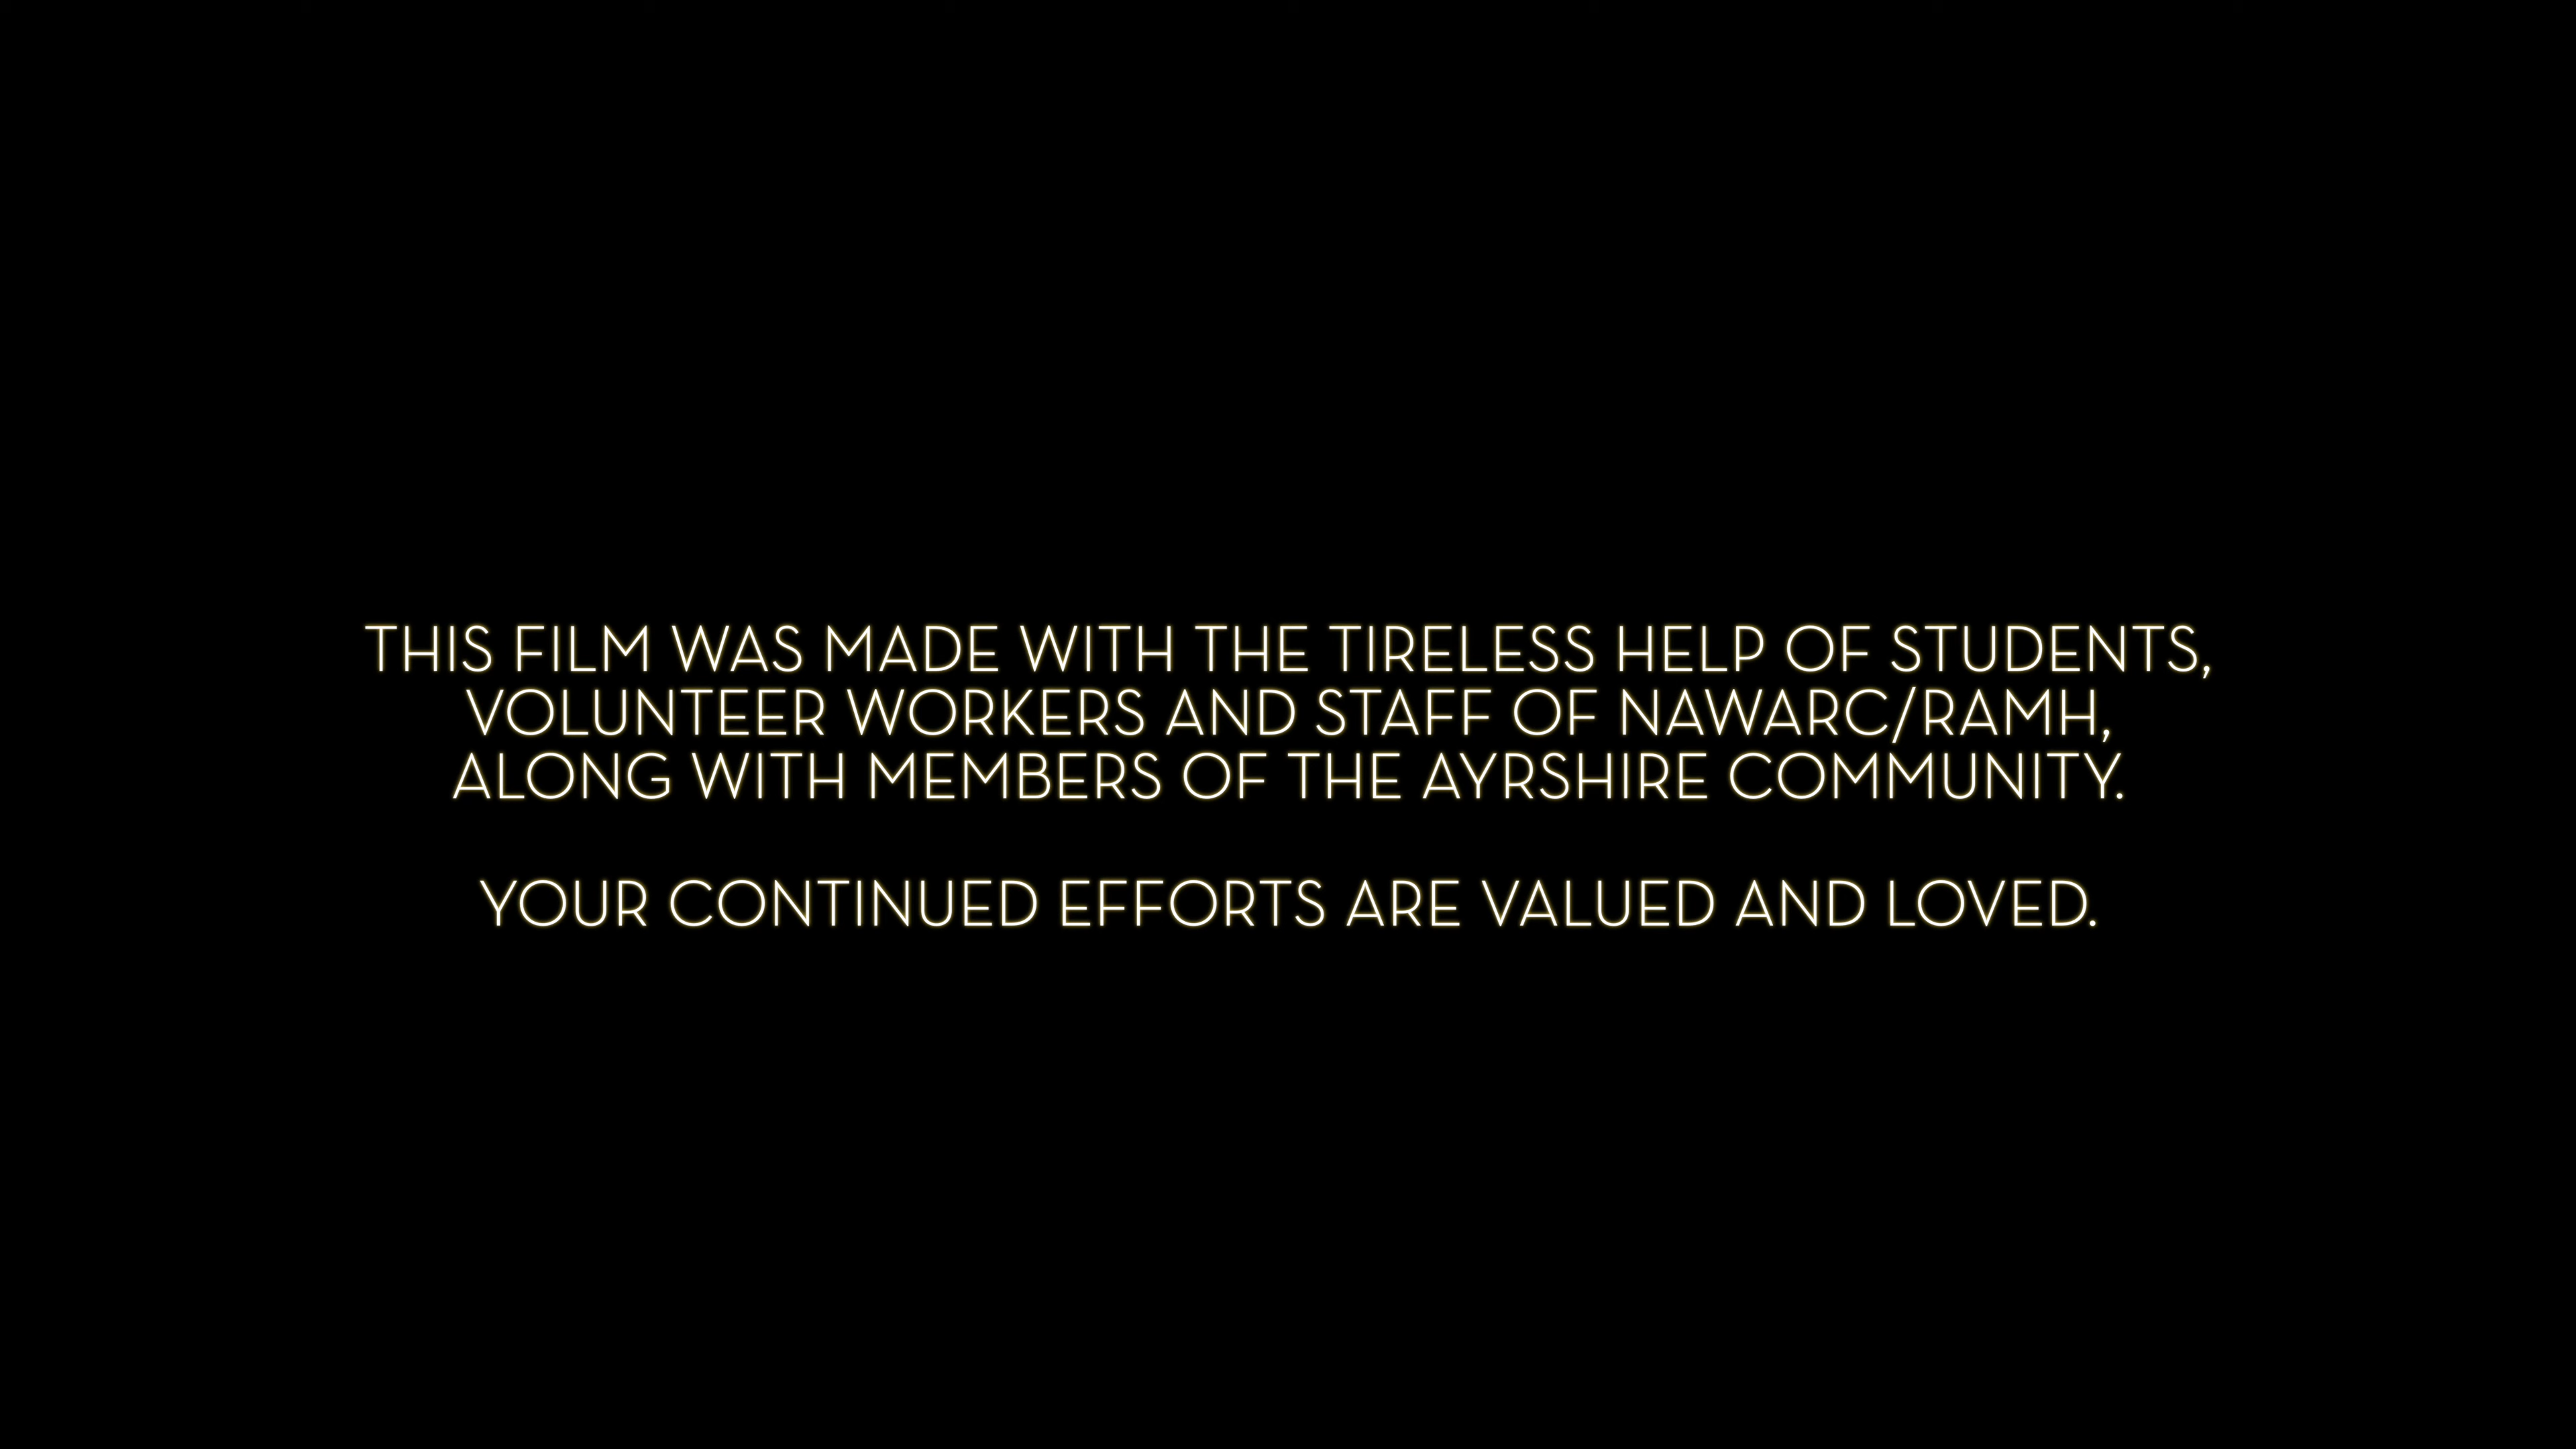 THIS FILM WAS MADE WITH THE TIRELESS HELP OF STUDENTS,
VOLUNTEER WORKERS AND STAFF OF NAWARC/RAMH,
ALONG WITH MEMBERS OF THE AYRSHIRE COMMUNITY.
YOUR CONTINUED EFFORTS ARE VALUED AND LOVED.